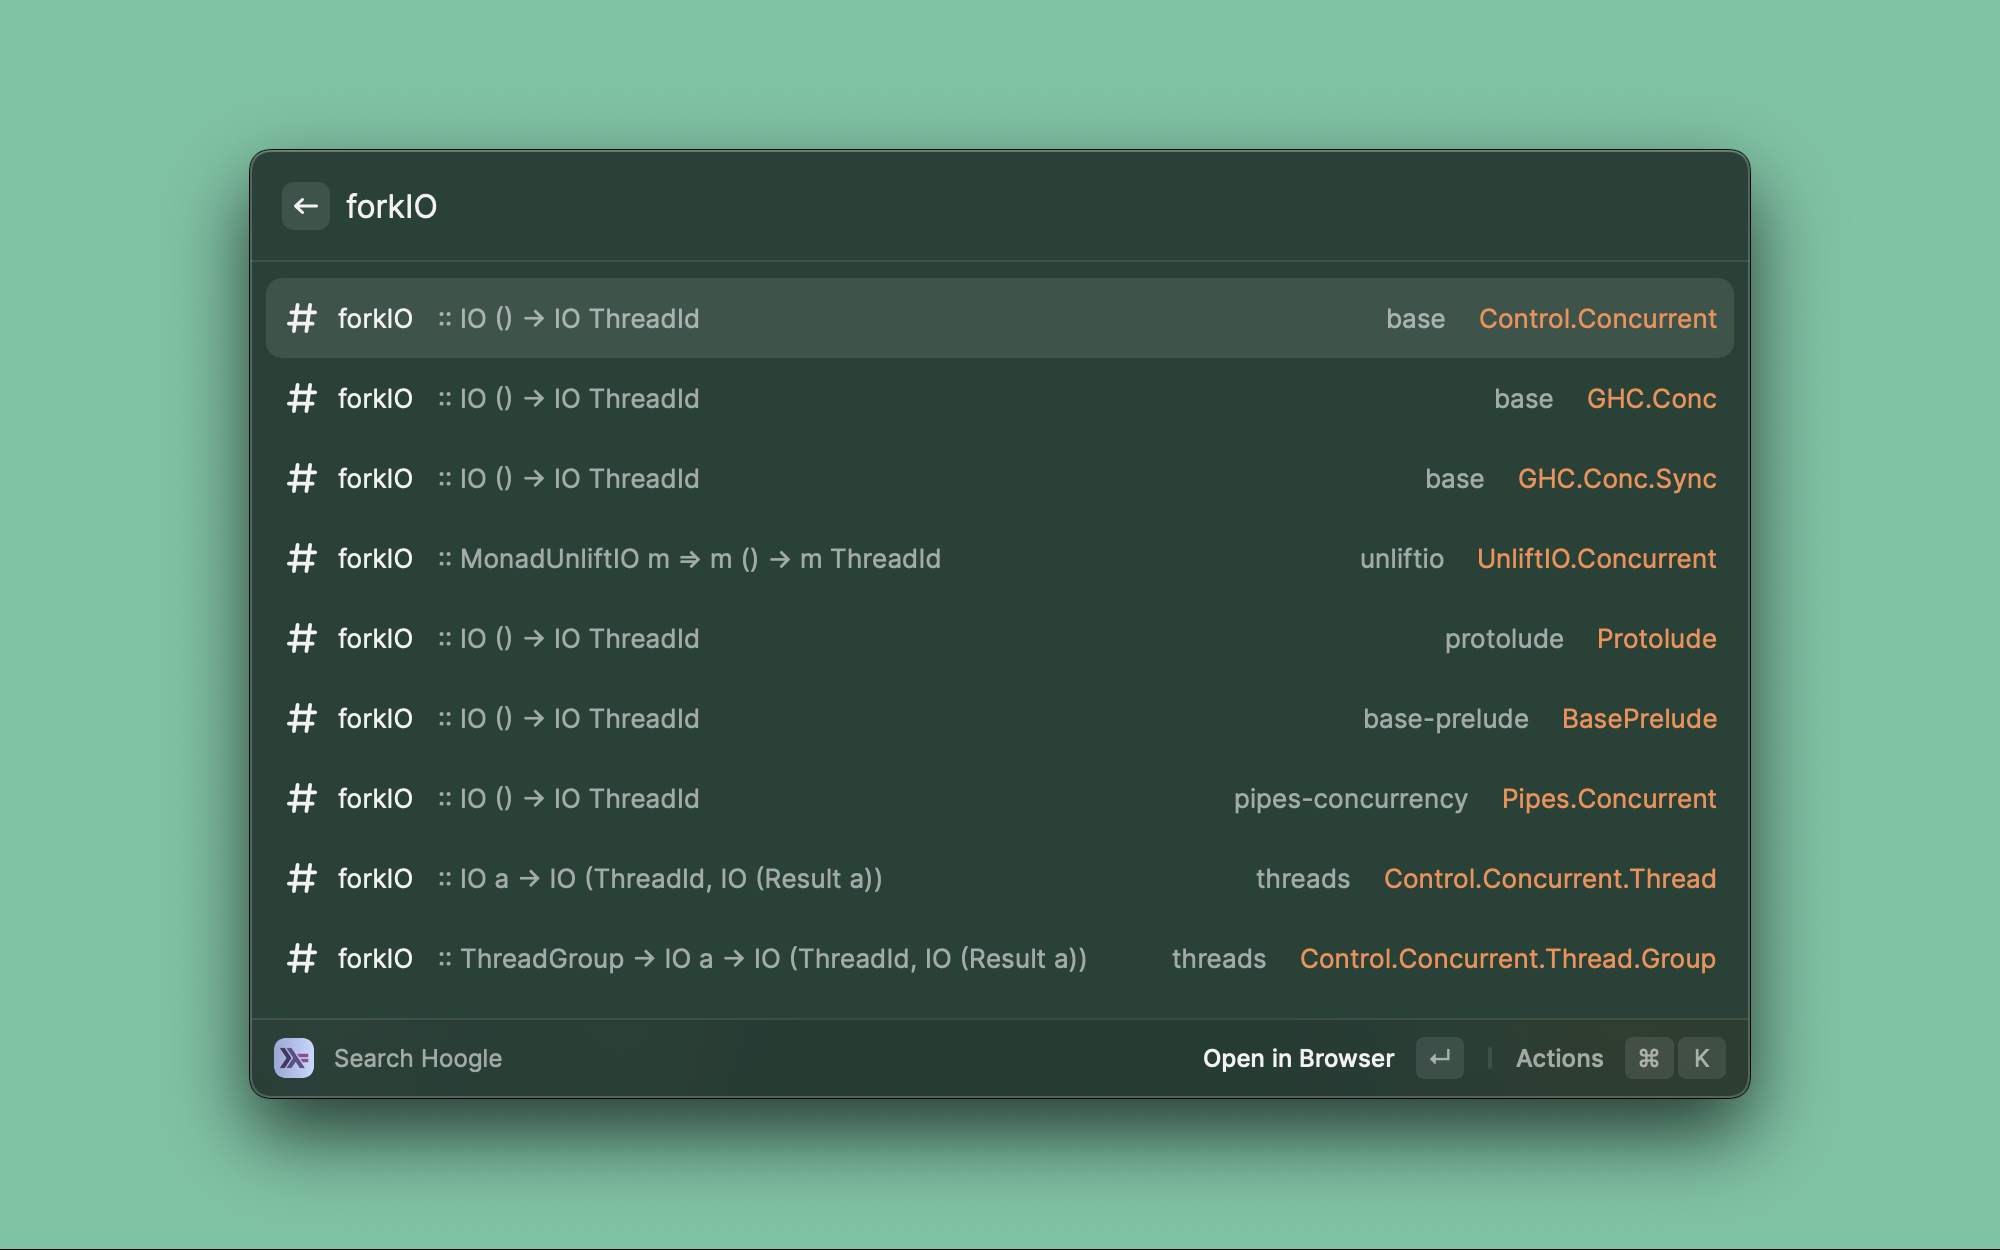 forkIO
# forkIO :: IO () → IO ThreadId base Control.Concurrent
# forkIO :: IO () → IO ThreadId base GHC.Conc
# forkIO :: IO () → IO ThreadId base GHC.Conc.Sync
# forkIO :: MonadUnliftIO m ⇒ m () → m ThreadId unliftio UnliftIO.Concurrent
# forkIO :: IO () → IO ThreadId protolude Protolude
# forkIO :: IO () → IO ThreadId base-prelude BasePrelude
# forkIO :: IO () → IO ThreadId pipes-concurrency Pipes.Concurrent
# forkIO :: IO a → IO (ThreadId, IO (Result a)) threads Control.Concurrent.Thread
# forkIO :: ThreadGroup → IO a → IO (ThreadId, IO (Result a)) threads Control.Concurrent.Thread.Group
Search Hoogle Open in Browser ↵ Actions ⌘ K